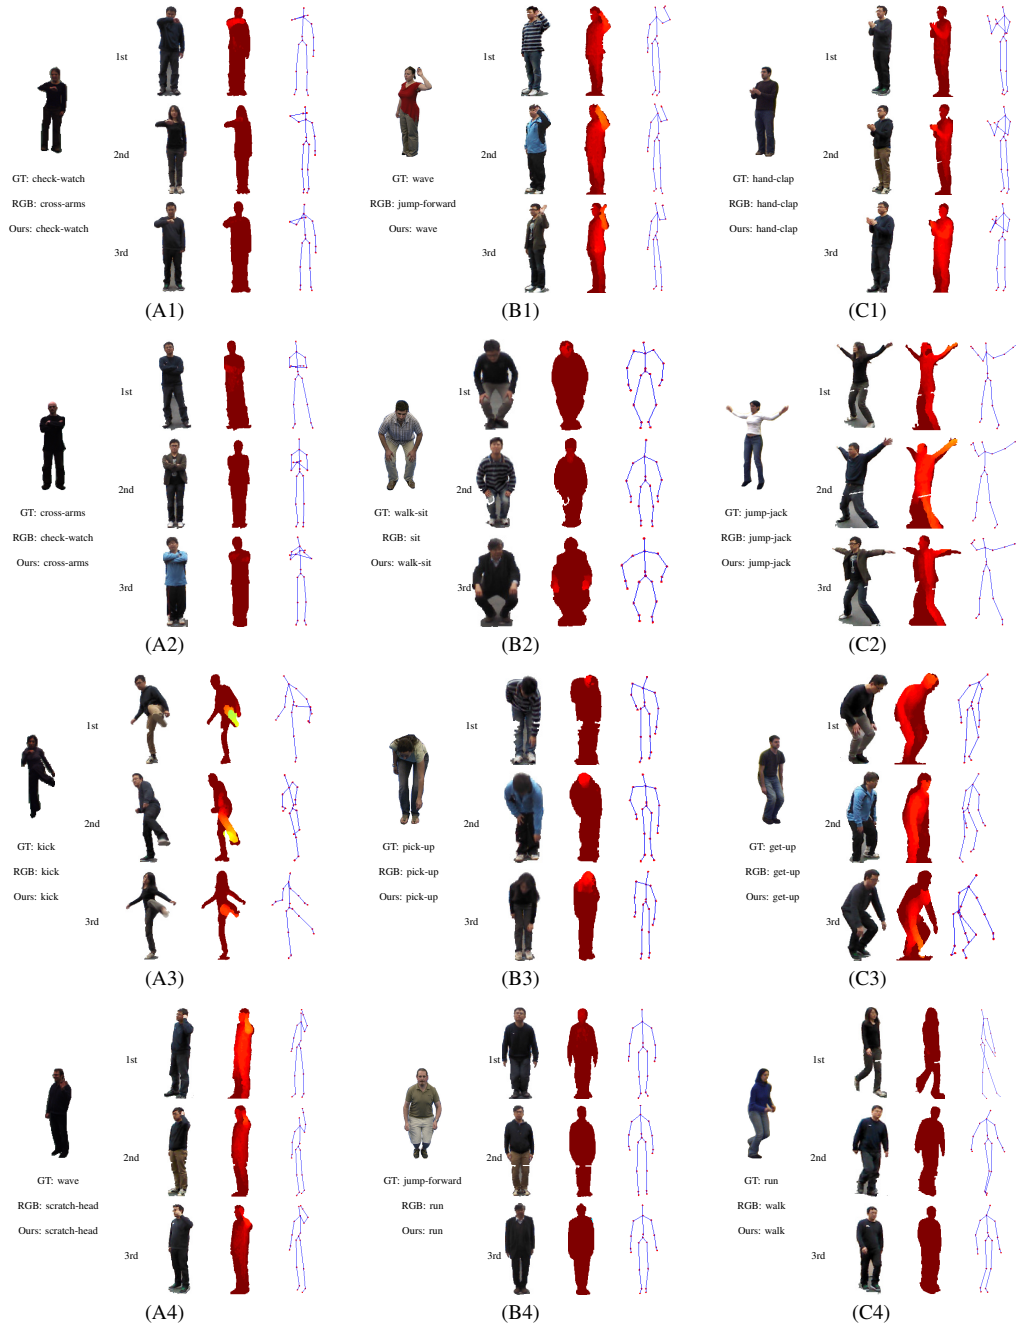 1st
2nd
GT: check-watch
RGB: cross-arms
Ours: check-watch
3rd
(A1)
1st
2nd
GT: wave
RGB: jump-forward
Ours: wave
3rd
(B1)
1st
2nd
GT: hand-clap
RGB: hand-clap
Ours: hand-clap
3rd
(C1)
1st
2nd
GT: cross-arms
RGB: check-watch
Ours: cross-arms
3rd
(A2)
1st
2nd
GT: walk-sit
RGB: sit
Ours: walk-sit
3rd
(B2)
1st
2nd
GT: jump-jack
RGB: jump-jack
Ours: jump-jack
3rd
(C2)
1st
2nd
GT: kick
RGB: kick
Ours: kick
3rd
(A3)
1st
2nd
GT: pick-up
RGB: pick-up
Ours: pick-up
3rd
(B3)
1st
2nd
GT: get-up
RGB: get-up
Ours: get-up
3rd
(C3)
1st
2nd
GT: wave
RGB: scratch-head
Ours: scratch-head
3rd
(A4)
1st
2nd
GT: jump-forward
RGB: run
Ours: run
3rd
(B4)
1st
2nd
GT: run
RGB: walk
Ours: walk
3rd
(C4)